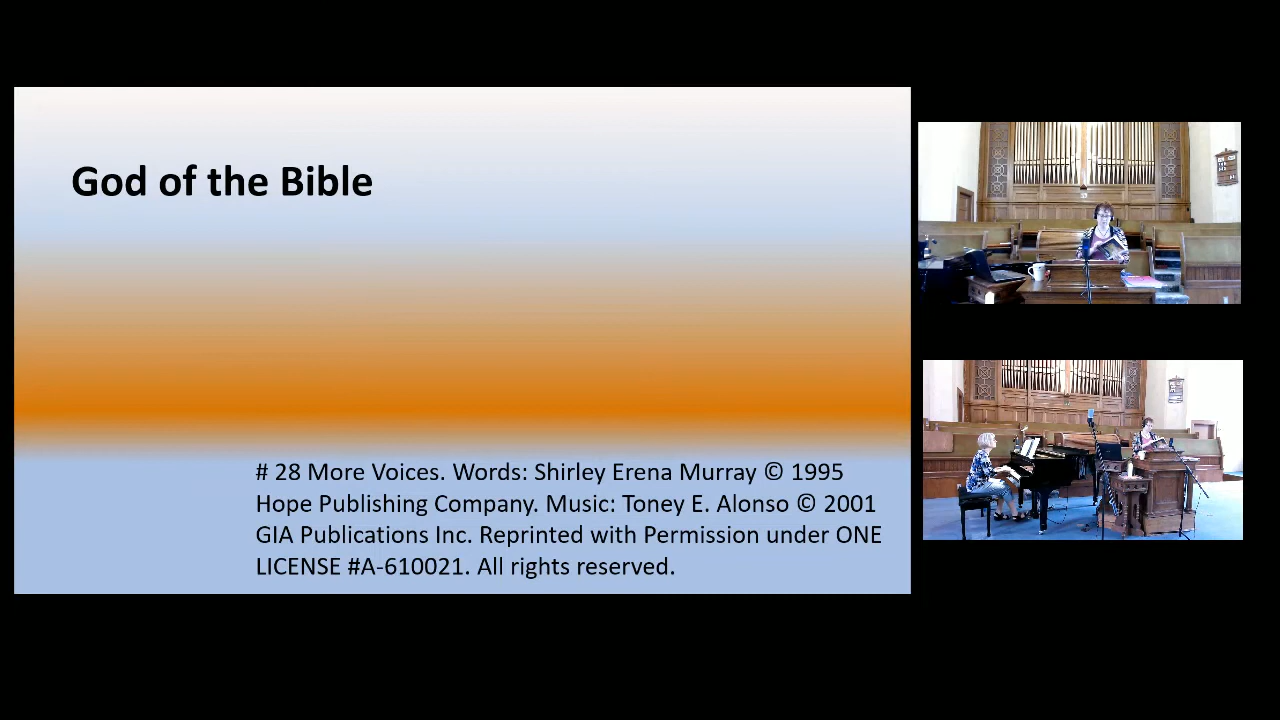 God of the Bible
# 28 More Voices. Words: Shirley Erena Murray © 1995
Hope Publishing Company. Music: Toney E. Alonso © 2001
GIA Publications Inc. Reprinted with Permission under ONE
LICENSE #A-610021. All rights reserved.